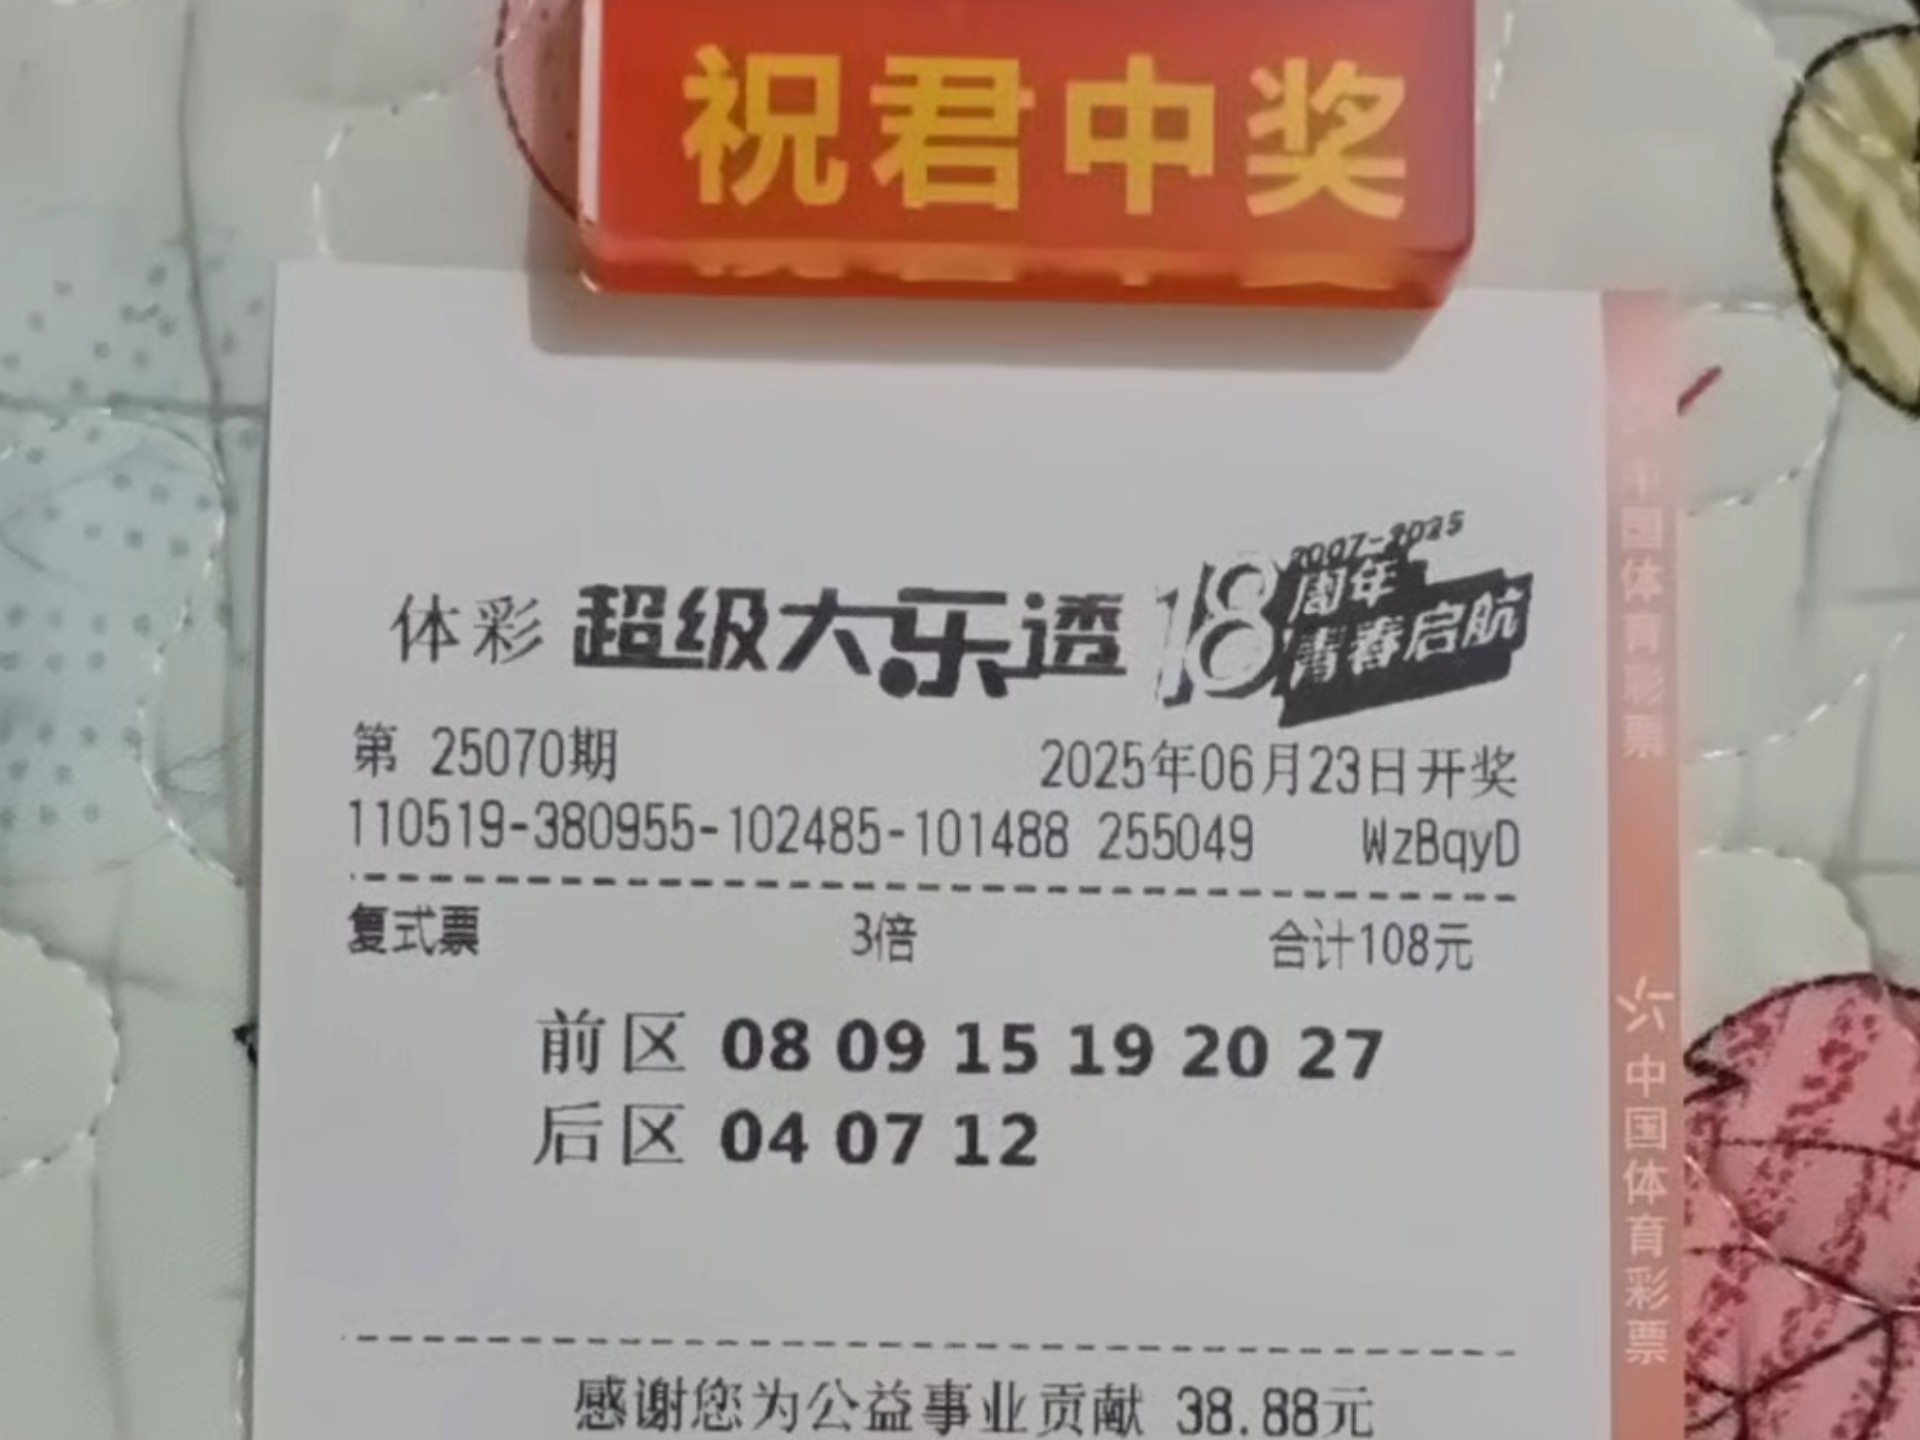 祝君中奖
体彩 超级大乐透 18周年 2007-2025
青春启航
第 25070期 2025年06月23日开奖
110519-380955-102485-101488 255049 WzBqyD
复式票 3倍 合计108元
前区 08 09 15 19 20 27
后区 04 07 12
感谢您为公益事业贡献 38.88元
中国体育彩票
中国体育彩票